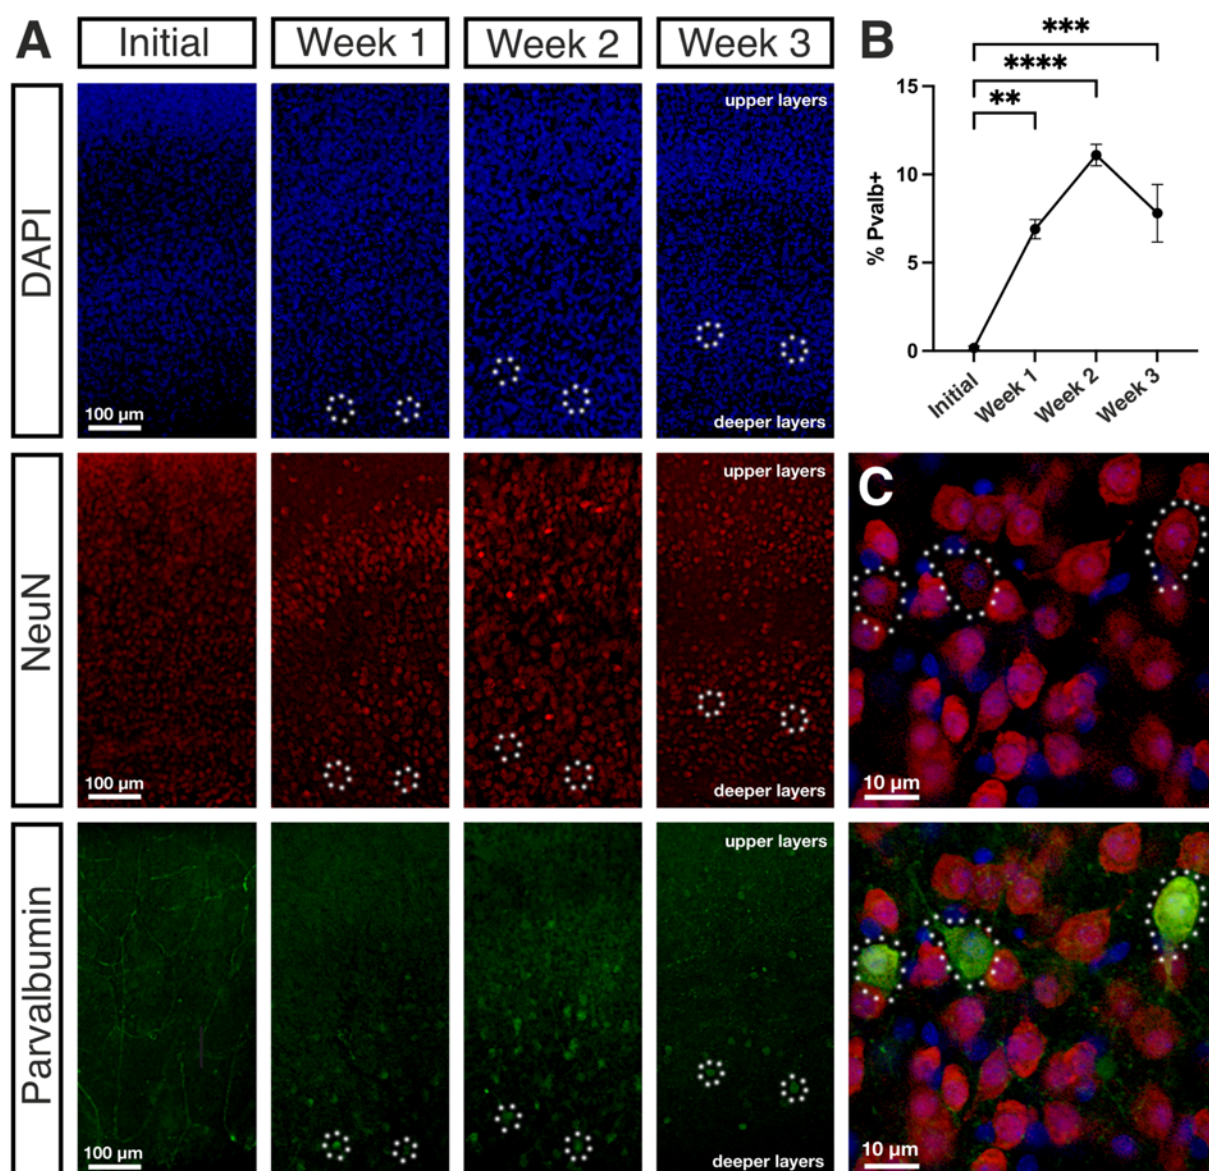 A
Initial
Week 1
Week 2
Week 3
DAPI
upper layers
deeper layers
100 µm
NeuN
upper layers
deeper layers
100 µm
Parvalbumin
upper layers
deeper layers
100 µm
B
***
****
**
% Pvalb+
15
10
5
0
Initial
Week 1
Week 2
Week 3
C
10 µm
10 µm